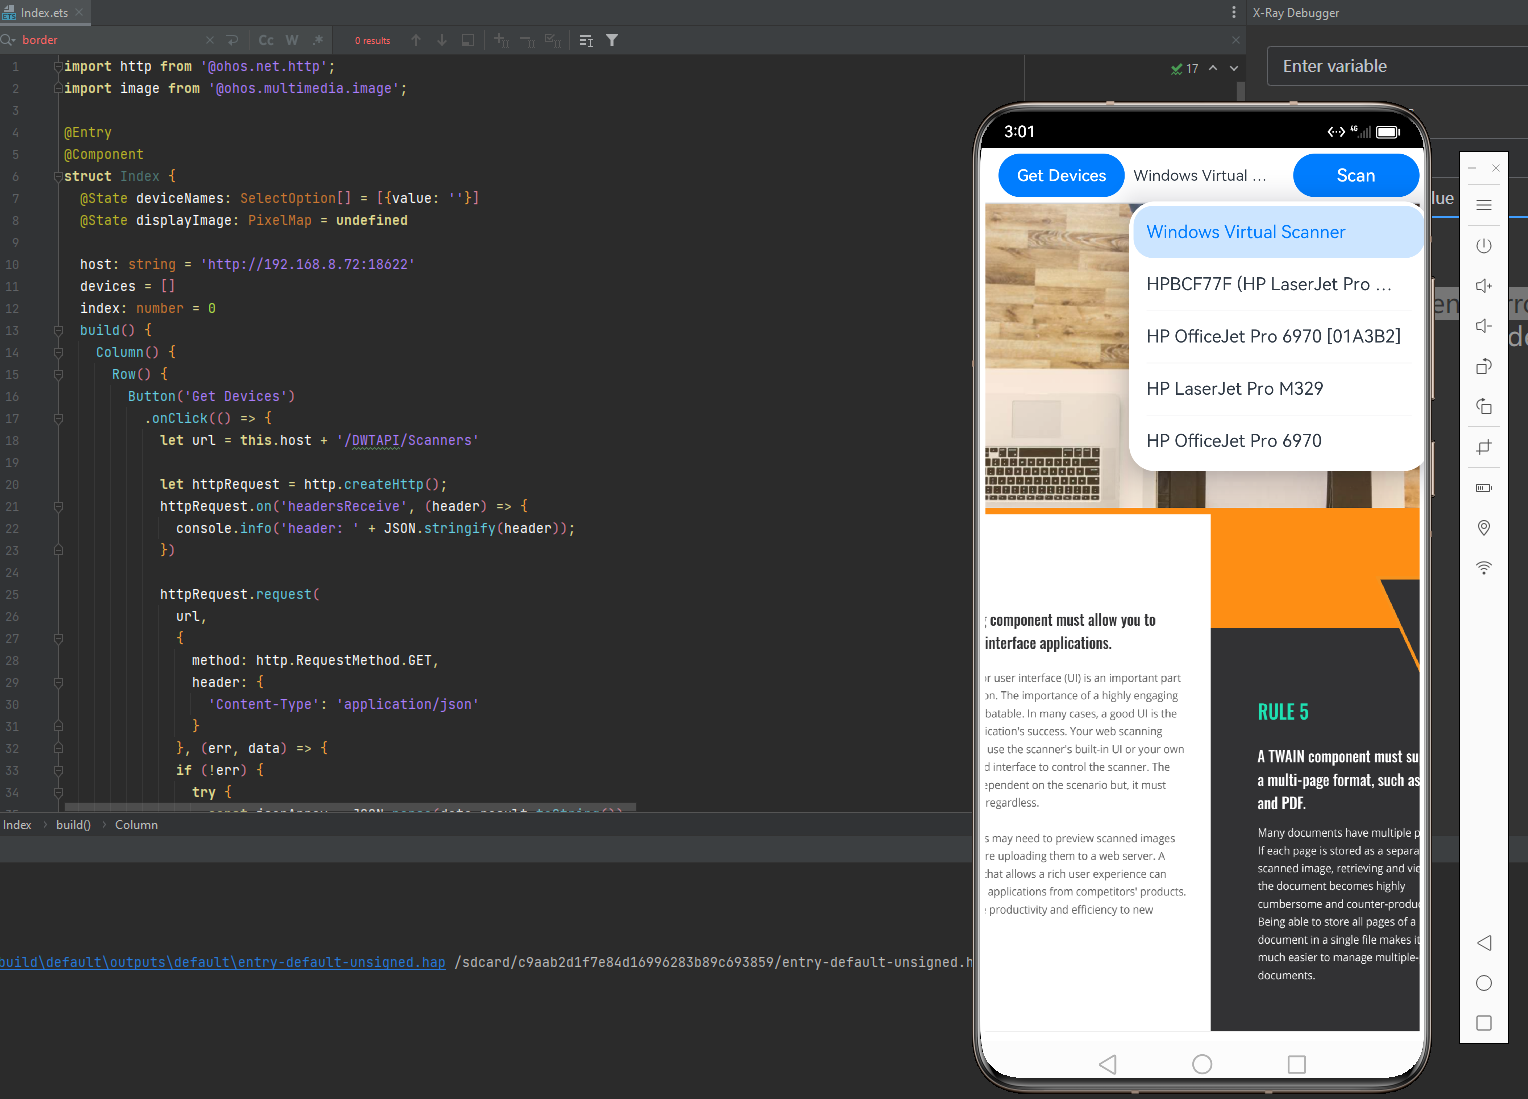 Index.ets
X-Ray Debugger
border
Cc
W
.*
0 results
Enter variable
17
1 import http from '@ohos.net.http';
2 import image from '@ohos.multimedia.image';
3
4 @Entry
5 @Component
6 struct Index {
7 @State deviceNames: SelectOption[] = [{value: ''}]
8 @State displayImage: PixelMap = undefined
9
10 host: string = 'http://192.168.8.72:18622'
11 devices = []
12 index: number = 0
13 build() {
14 Column() {
15 Row() {
16 Button('Get Devices')
17 .onClick(() => {
18 let url = this.host + '/DWTAPI/Scanners'
19
20 let httpRequest = http.createHttp();
21 httpRequest.on('headersReceive', (header) => {
22 console.info('header: ' + JSON.stringify(header));
23 })
24
25 httpRequest.request(
26 url,
27 {
28 method: http.RequestMethod.GET,
29 header: {
30 'Content-Type': 'application/json'
31 }
32 }, (err, data) => {
33 if (!err) {
34 try {
Index
build()
Column
build\default\outputs\default\entry-default-unsigned.hap /sdcard/c9aab2d1f7e84d16996283b89c693859/entry-default-unsigned.h
3:01
4G
Get Devices
Windows Virtual ...
Scan
Windows Virtual Scanner
HPBCF77F (HP LaserJet Pro ...
HP OfficeJet Pro 6970 [01A3B2]
HP LaserJet Pro M329
HP OfficeJet Pro 6970
component must allow you to
interface applications.
r user interface (UI) is an important part
on. The importance of a highly engaging
batable. In many cases, a good UI is the
ication's success. Your web scanning
use the scanner's built-in UI or your own
d interface to control the scanner. The
ependent on the scenario but, it must
regardless.
s may need to preview scanned images
re uploading them to a web server. A
that allows a rich user experience can
applications from competitors' products.
e productivity and efficiency to new
RULE 5
A TWAIN component must su
a multi-page format, such as
and PDF.
Many documents have multiple p
If each page is stored as a separa
scanned image, retrieving and vie
the document becomes highly
cumbersome and counter-produc
Being able to store all pages of a
document in a single file makes it
much easier to manage multiple-
documents.
lue
en
rro
do